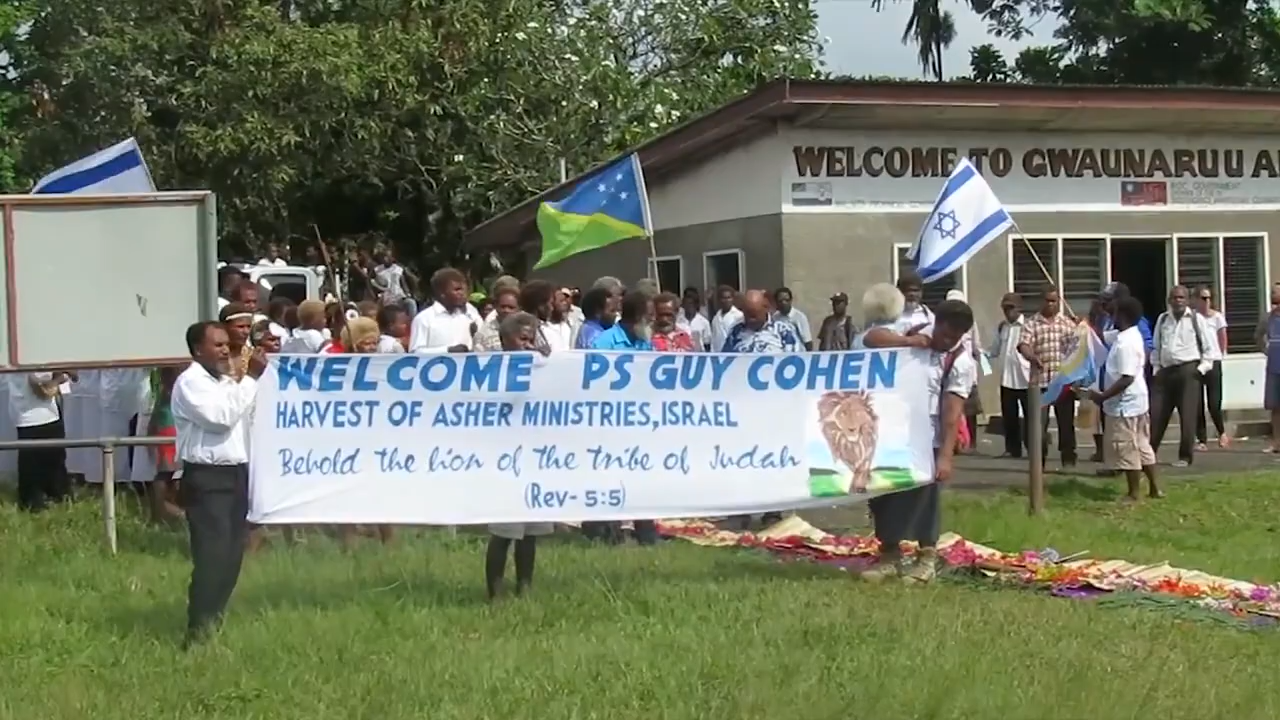 WELCOME TO GWAUNARU U A
WELCOME PS GUY COHEN
HARVEST OF ASHER MINISTRIES, ISRAEL
Behold the lion of the tribe of Judah
(Rev- 5:5)